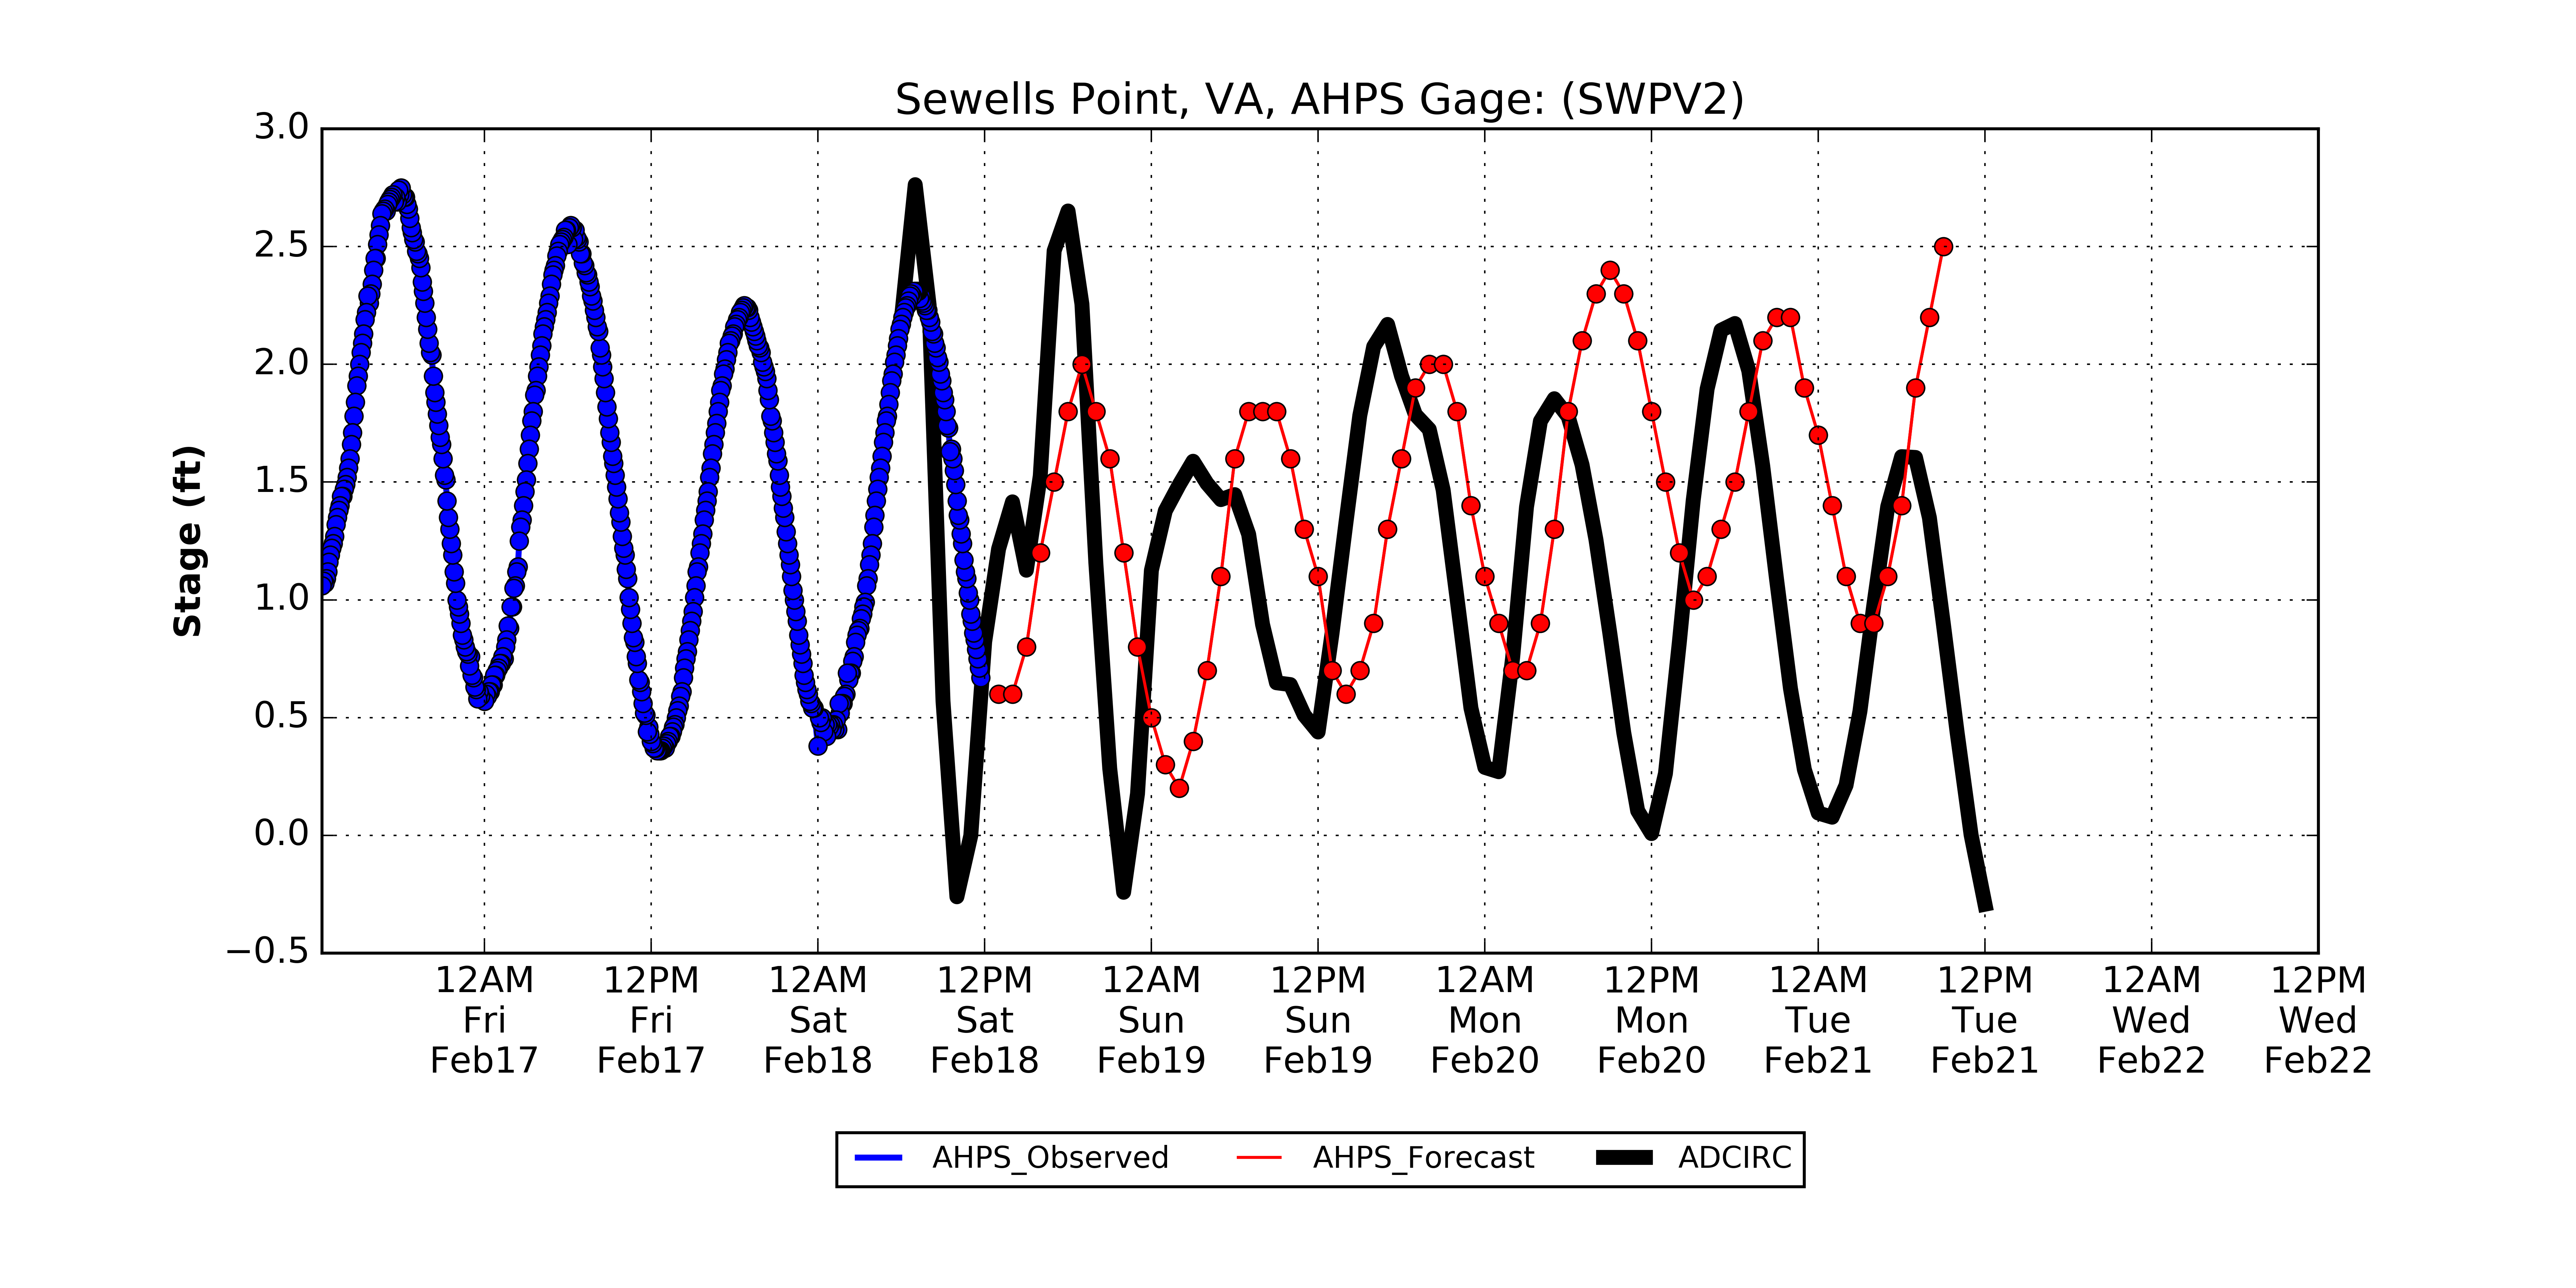 Sewells Point, VA, AHPS Gage: (SWPV2)
Stage (ft)
3.0
2.5
2.0
1.5
1.0
0.5
0.0
−0.5
12AM Fri Feb17
12PM Fri Feb17
12AM Sat Feb18
12PM Sat Feb18
12AM Sun Feb19
12PM Sun Feb19
12AM Mon Feb20
12PM Mon Feb20
12AM Tue Feb21
12PM Tue Feb21
12AM Wed Feb22
12PM Wed Feb22
AHPS_Observed AHPS_Forecast ADCIRC